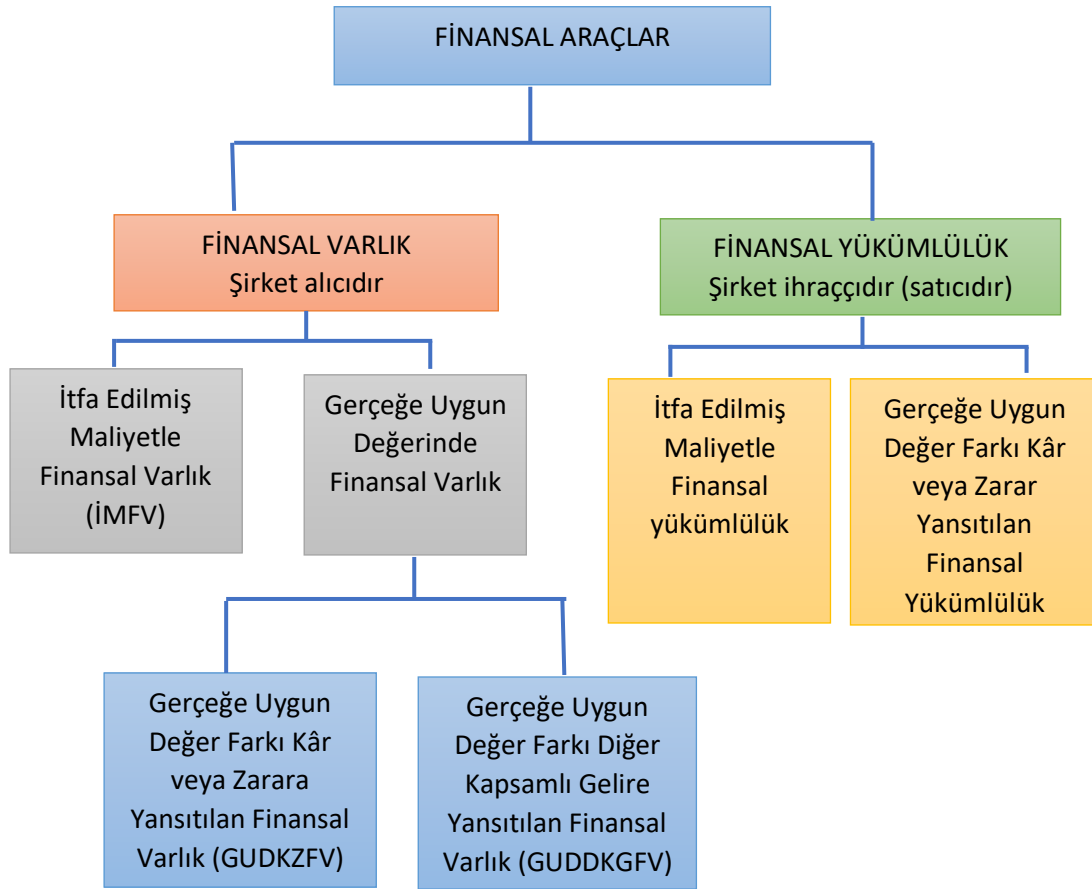 FİNANSAL ARAÇLAR
FİNANSAL VARLIK
Şirket alıcıdır
FİNANSAL YÜKÜMLÜLÜK
Şirket ihraççıdır (satıcıdır)
İtfa Edilmiş
Maliyetle
Finansal Varlık
(İMFV)
Gerçeğe Uygun
Değerinde
Finansal Varlık
İtfa Edilmiş
Maliyetle
Finansal
yükümlülük
Gerçeğe Uygun
Değer Farkı Kâr
veya Zarar
Yansıtılan
Finansal
Yükümlülük
Gerçeğe Uygun
Değer Farkı Kâr
veya Zarara
Yansıtılan Finansal
Varlık (GUDKZFV)
Gerçeğe Uygun
Değer Farkı Diğer
Kapsamlı Gelire
Yansıtılan Finansal
Varlık (GUDDKGFV)